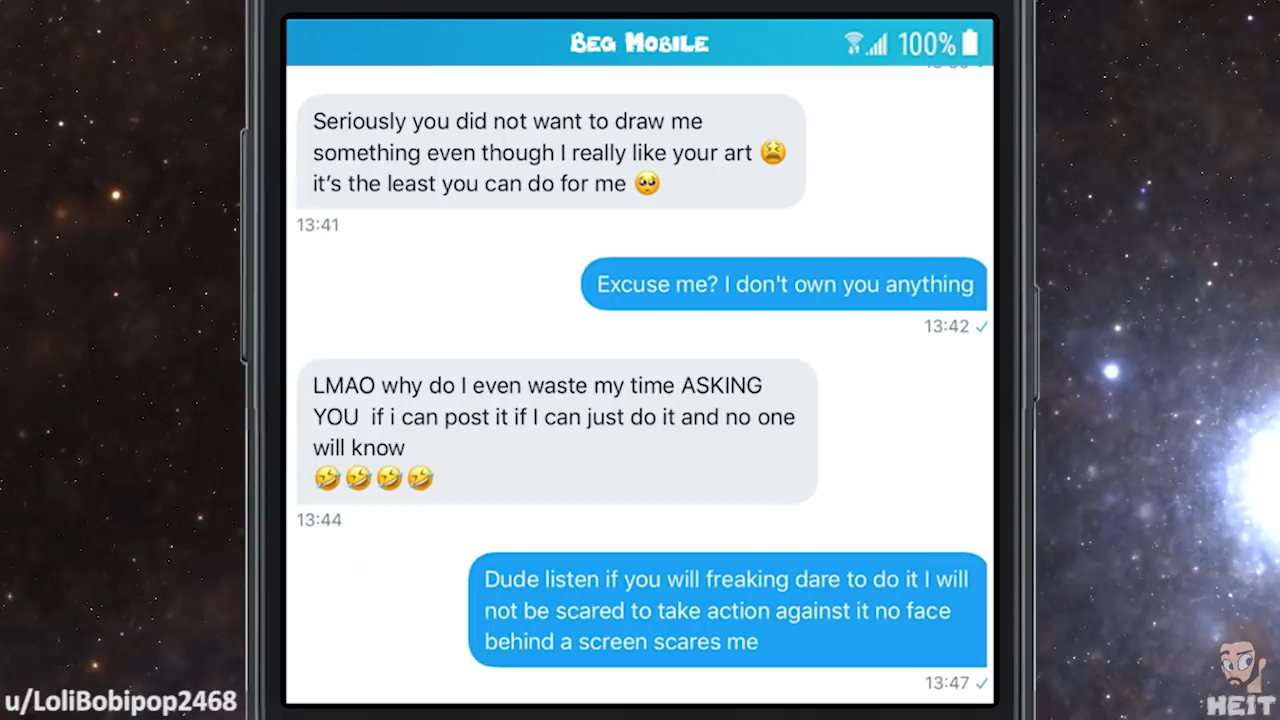 BEG MOBILE
100%
Seriously you did not want to draw me
something even though I really like your art 😫
it’s the least you can do for me 🥺
13:41
Excuse me? I don't own you anything
13:42 ✓
LMAO why do I even waste my time ASKING
YOU  if i can post it if I can just do it and no one
will know
🤣🤣🤣🤣
13:44
Dude listen if you will freaking dare to do it I will
not be scared to take action against it no face
behind a screen scares me
13:47 ✓
u/LoliBobipop2468
HEIT